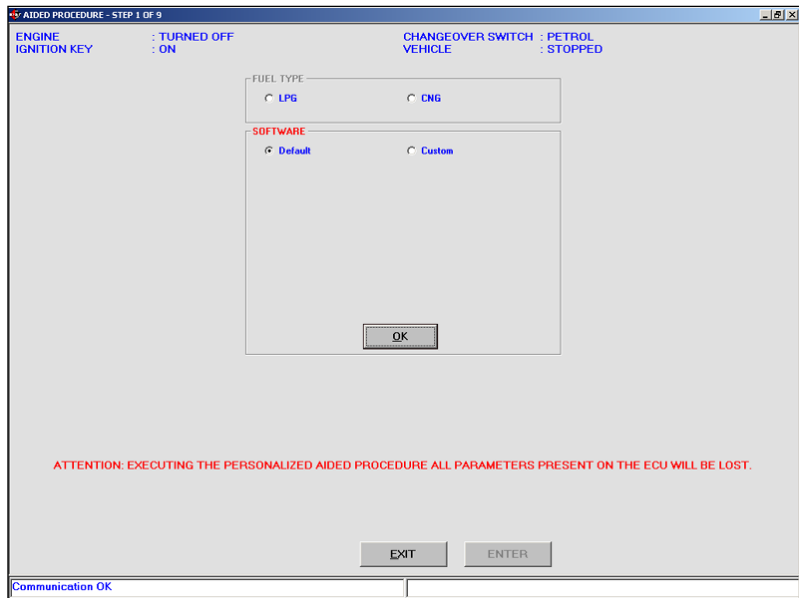 AIDED PROCEDURE - STEP 1 OF 9
ENGINE : TURNED OFF CHANGEOVER SWITCH : PETROL
IGNITION KEY : ON VEHICLE : STOPPED
FUEL TYPE
LPG CNG
SOFTWARE
Default Custom
OK
ATTENTION: EXECUTING THE PERSONALIZED AIDED PROCEDURE ALL PARAMETERS PRESENT ON THE ECU WILL BE LOST.
EXIT ENTER
Communication OK